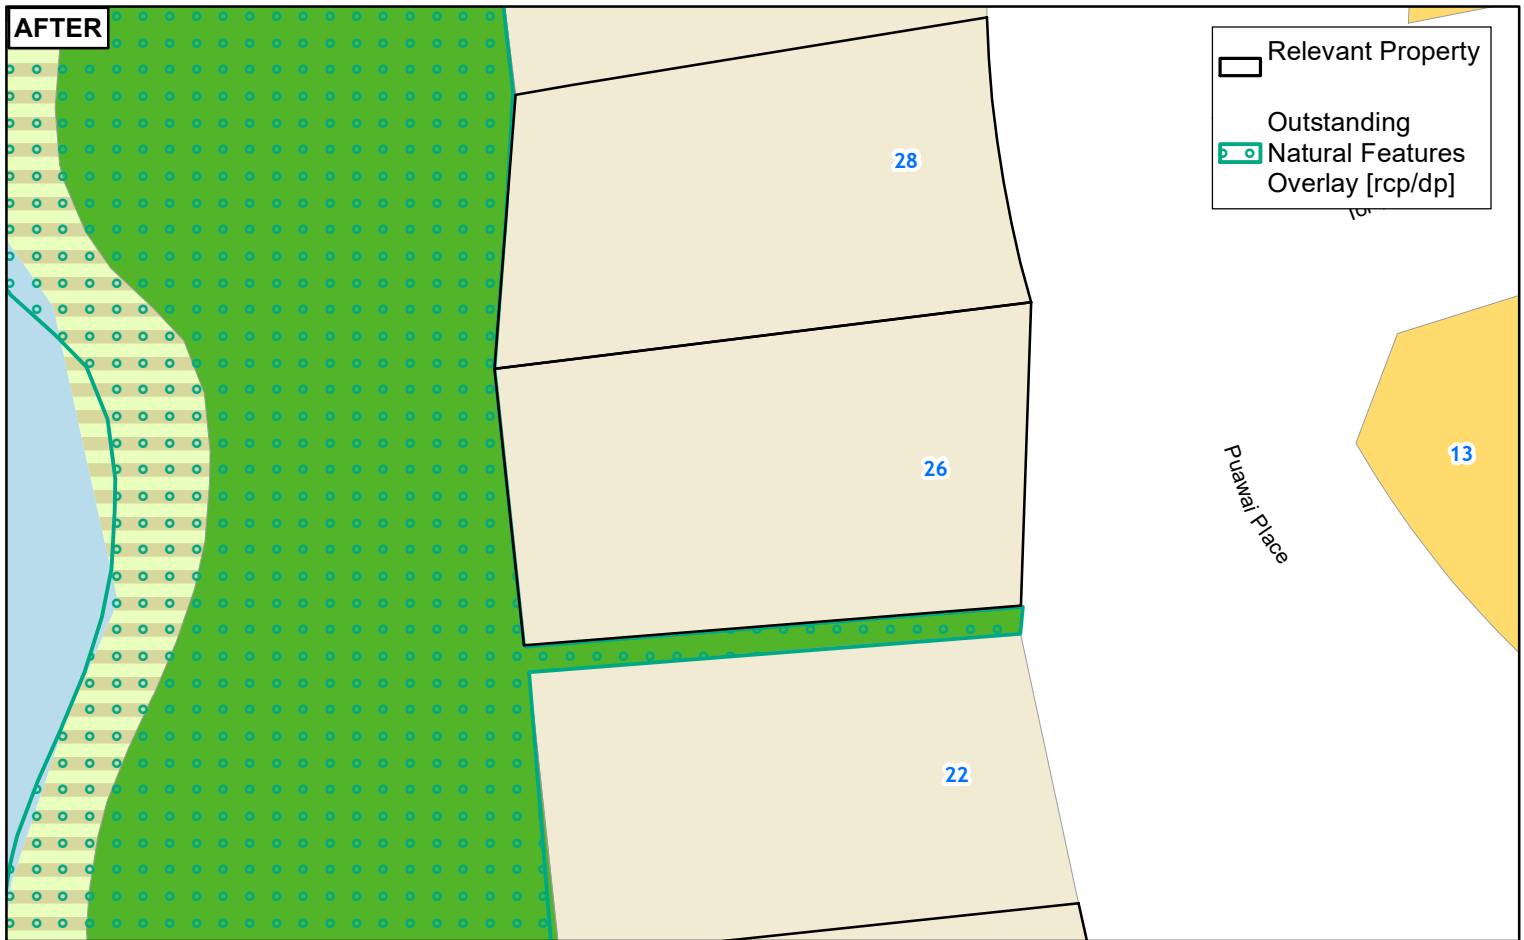 AFTER
Relevant Property
Outstanding
Natural Features
Overlay [rcp/dp]
28
26
13
Puawai Place
22